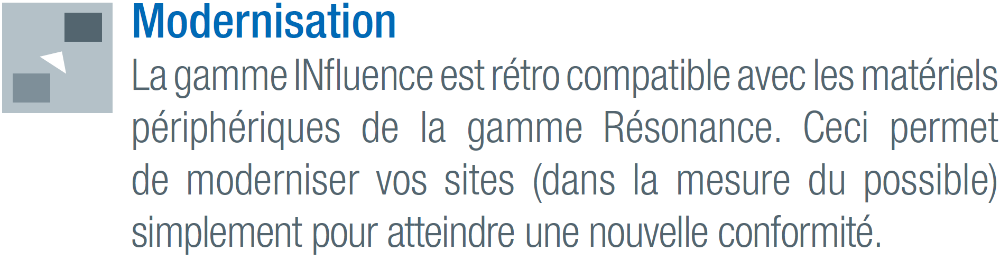 Modernisation
La gamme INfluence est rétro compatible avec les matériels
périphériques de la gamme Résonance. Ceci permet
de moderniser vos sites (dans la mesure du possible)
simplement pour atteindre une nouvelle conformité.